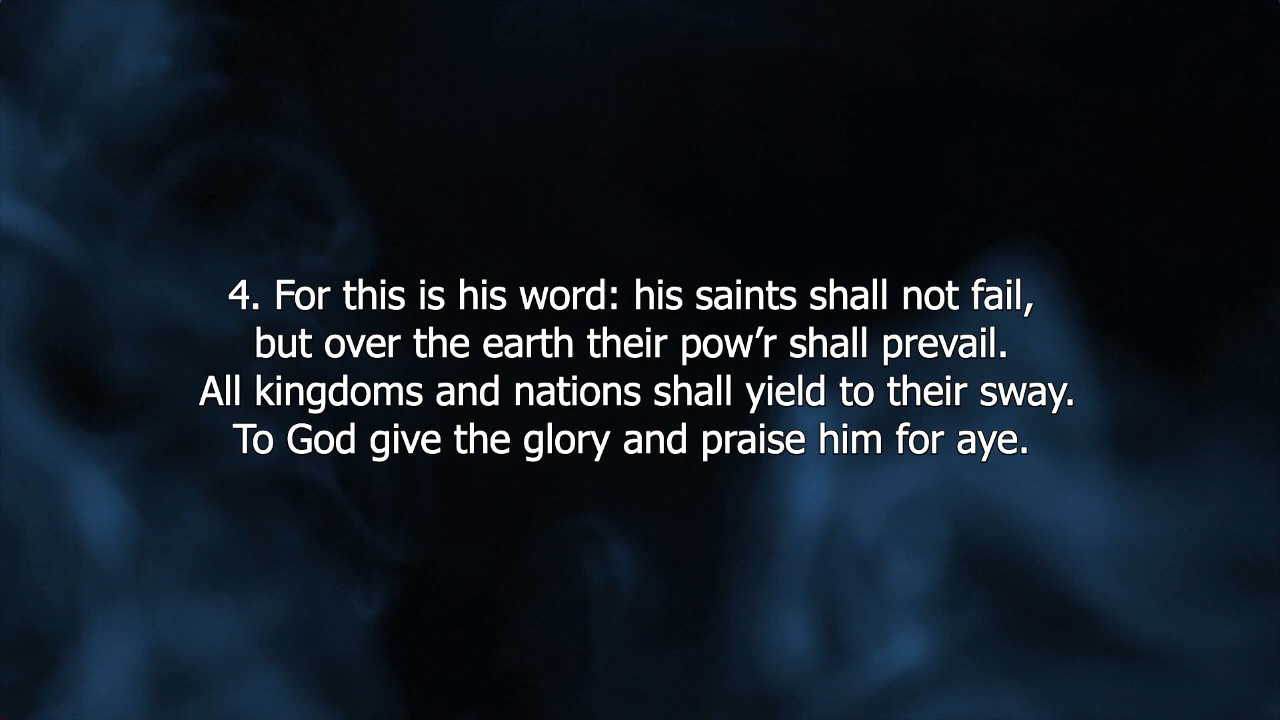 4. For this is his word: his saints shall not fail,
but over the earth their pow’r shall prevail.
All kingdoms and nations shall yield to their sway.
To God give the glory and praise him for aye.